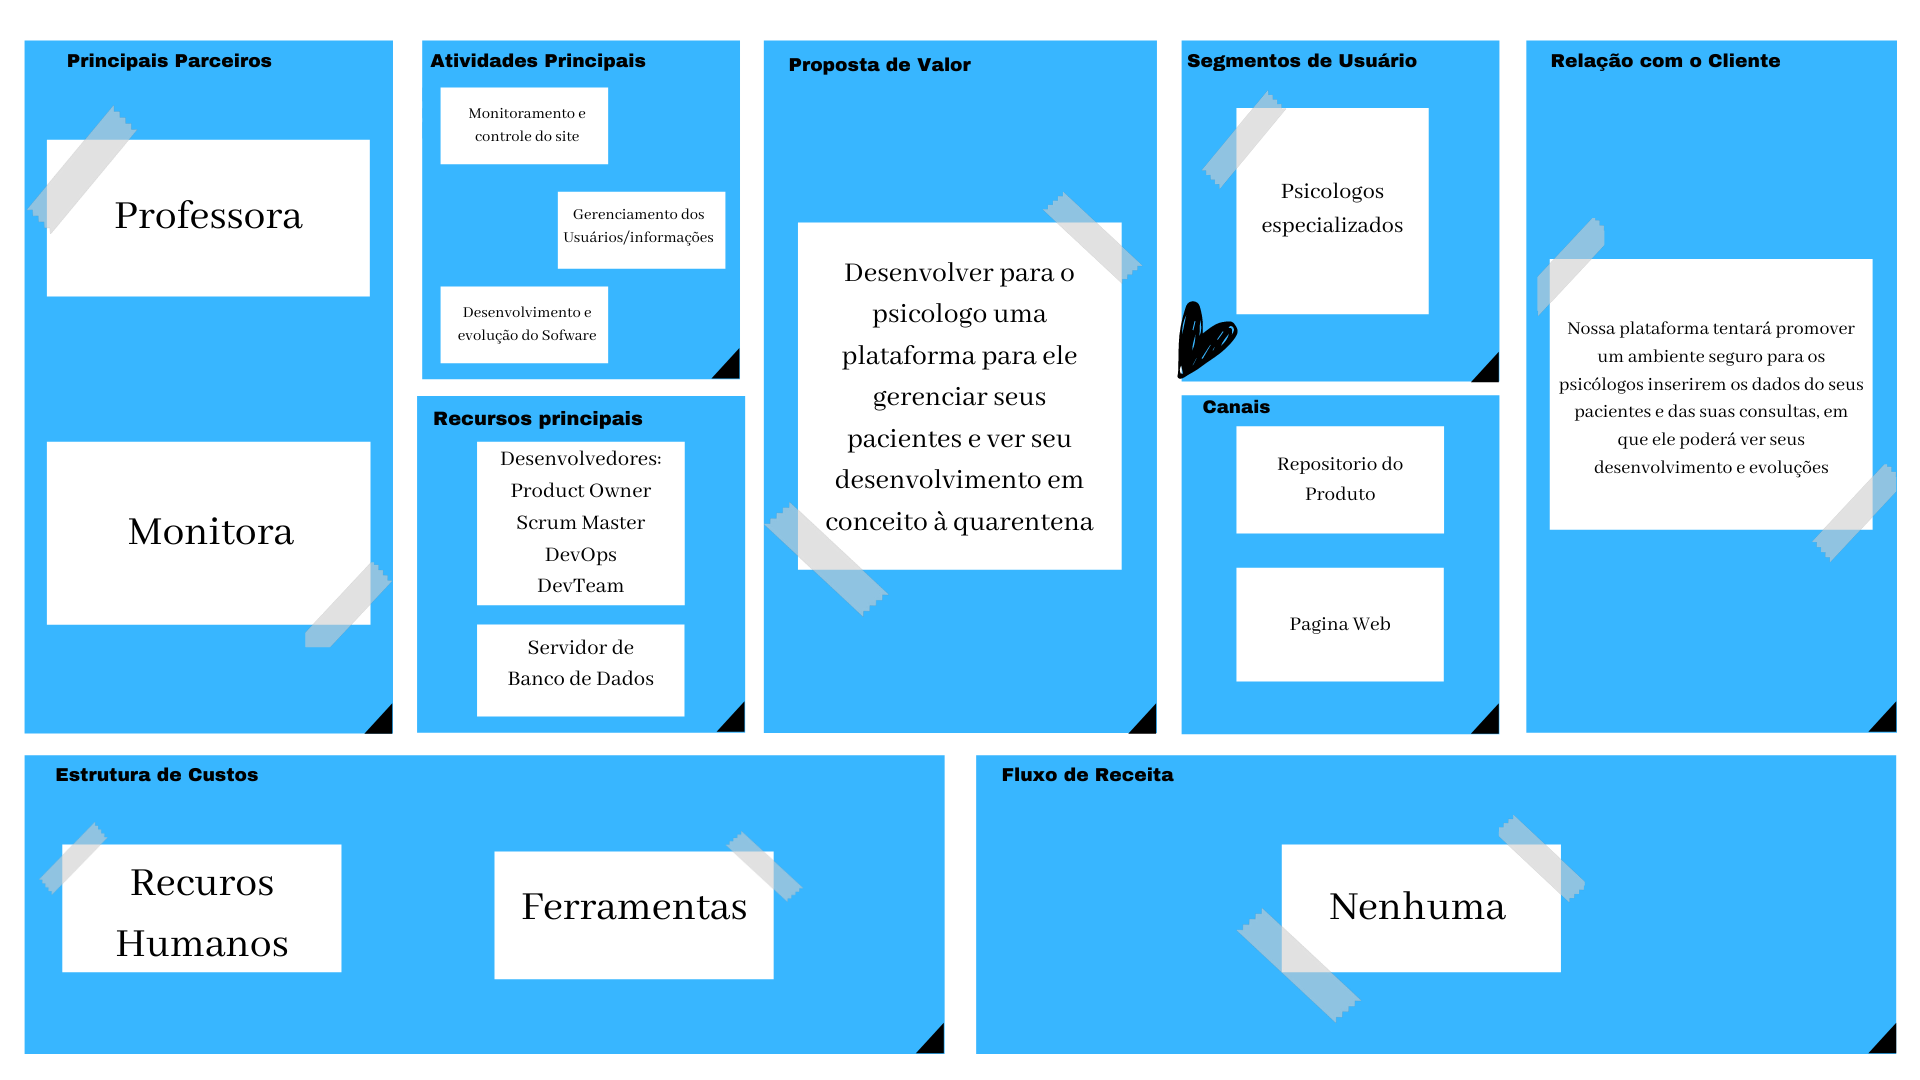 Principais Parceiros
Professora
Monitora
Atividades Principais
Monitoramento e
controle do site
Gerenciamento dos
Usuários/informações
Desenvolvimento e
evolução do Sofware
Recursos principais
Desenvolvedores:
Product Owner
Scrum Master
DevOps
DevTeam
Servidor de
Banco de Dados
Proposta de Valor
Desenvolver para o
psicologo uma
plataforma para ele
gerenciar seus
pacientes e ver seu
desenvolvimento em
conceito à quarentena
Segmentos de Usuário
Psicologos
especializados
Canais
Repositorio do
Produto
Pagina Web
Relação com o Cliente
Nossa plataforma tentará promover
um ambiente seguro para os
psicólogos inserirem os dados do seus
pacientes e das suas consultas, em
que ele poderá ver seus
desenvolvimento e evoluções
Estrutura de Custos
Recuros
Humanos
Ferramentas
Fluxo de Receita
Nenhuma